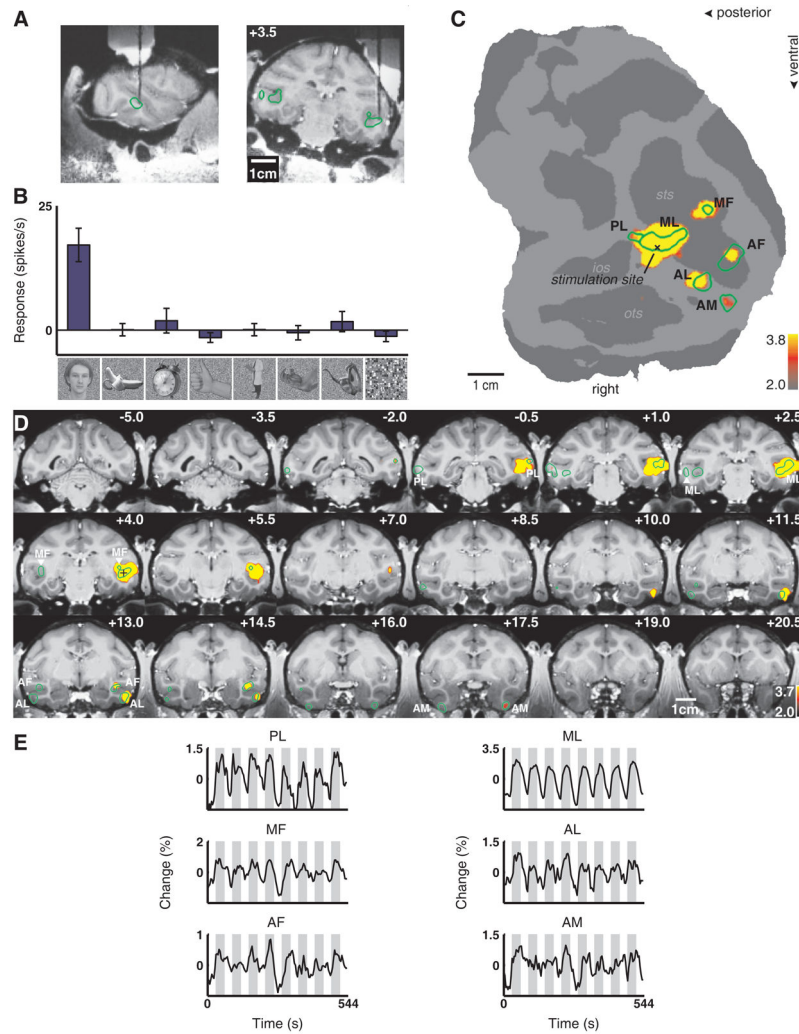 A
+3.5
1cm
B
25
Response (spikes/s)
0
C
posterior
ventral
sts
MF
PL
ML
AF
ios
AL
stimulation site
AM
ots
3.8
2.0
1 cm
right
D
-5.0
-3.5
-2.0
-0.5
+1.0
+2.5
PL
PL
ML
ML
+4.0
+5.5
+7.0
+8.5
+10.0
+11.5
MF
MF
+13.0
+14.5
+16.0
+17.5
+19.0
+20.5
AF
AF
AL
AL
AM
AM
1cm
3.7
2.0
E
PL
1.5
0
ML
3.5
0
MF
2
0
AL
1.5
0
Change (%)
Change (%)
AF
1
0
AM
1.5
0
0
544
0
544
Time (s)
Time (s)